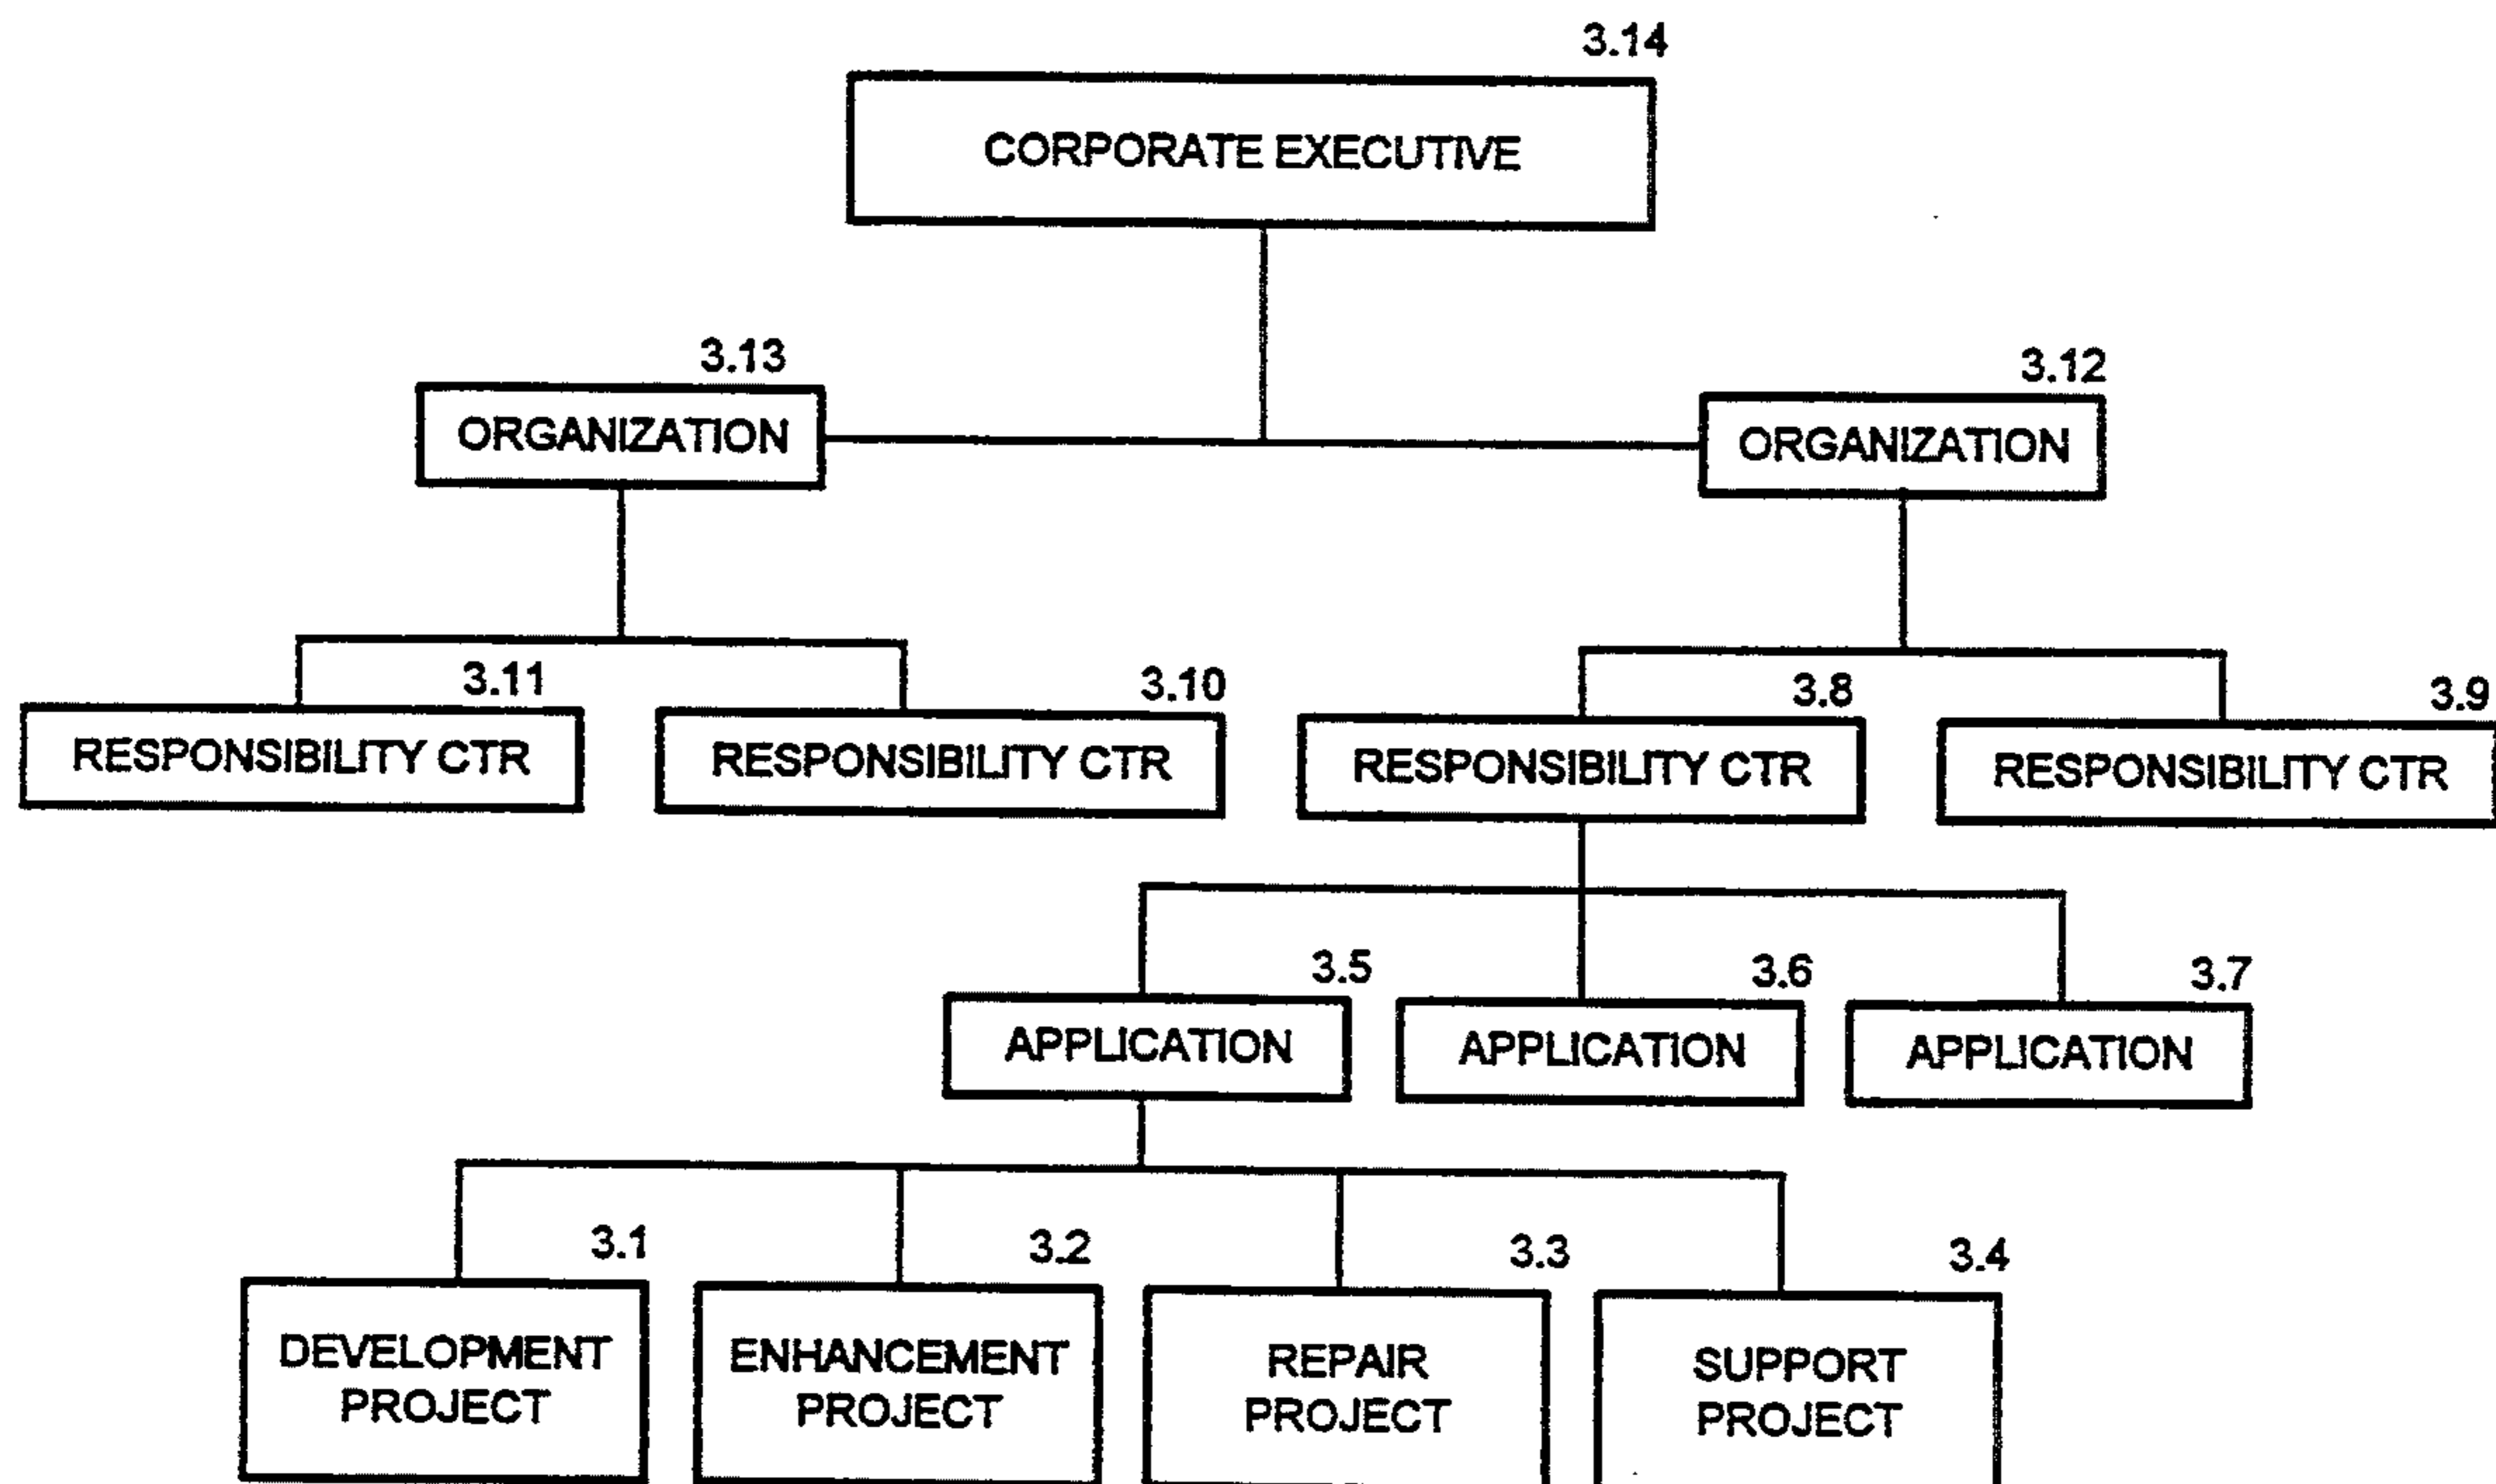 3.14
CORPORATE EXECUTIVE
3.13
3.12
ORGANIZATION
ORGANIZATION
3.11
3.10
3.8
3.9
RESPONSIBILITY CTR
RESPONSIBILITY CTR
RESPONSIBILITY CTR
RESPONSIBILITY CTR
3.5
3.6
3.7
APPLICATION
APPLICATION
APPLICATION
3.1
3.2
3.3
3.4
DEVELOPMENT
PROJECT
ENHANCEMENT
PROJECT
REPAIR
PROJECT
SUPPORT
PROJECT